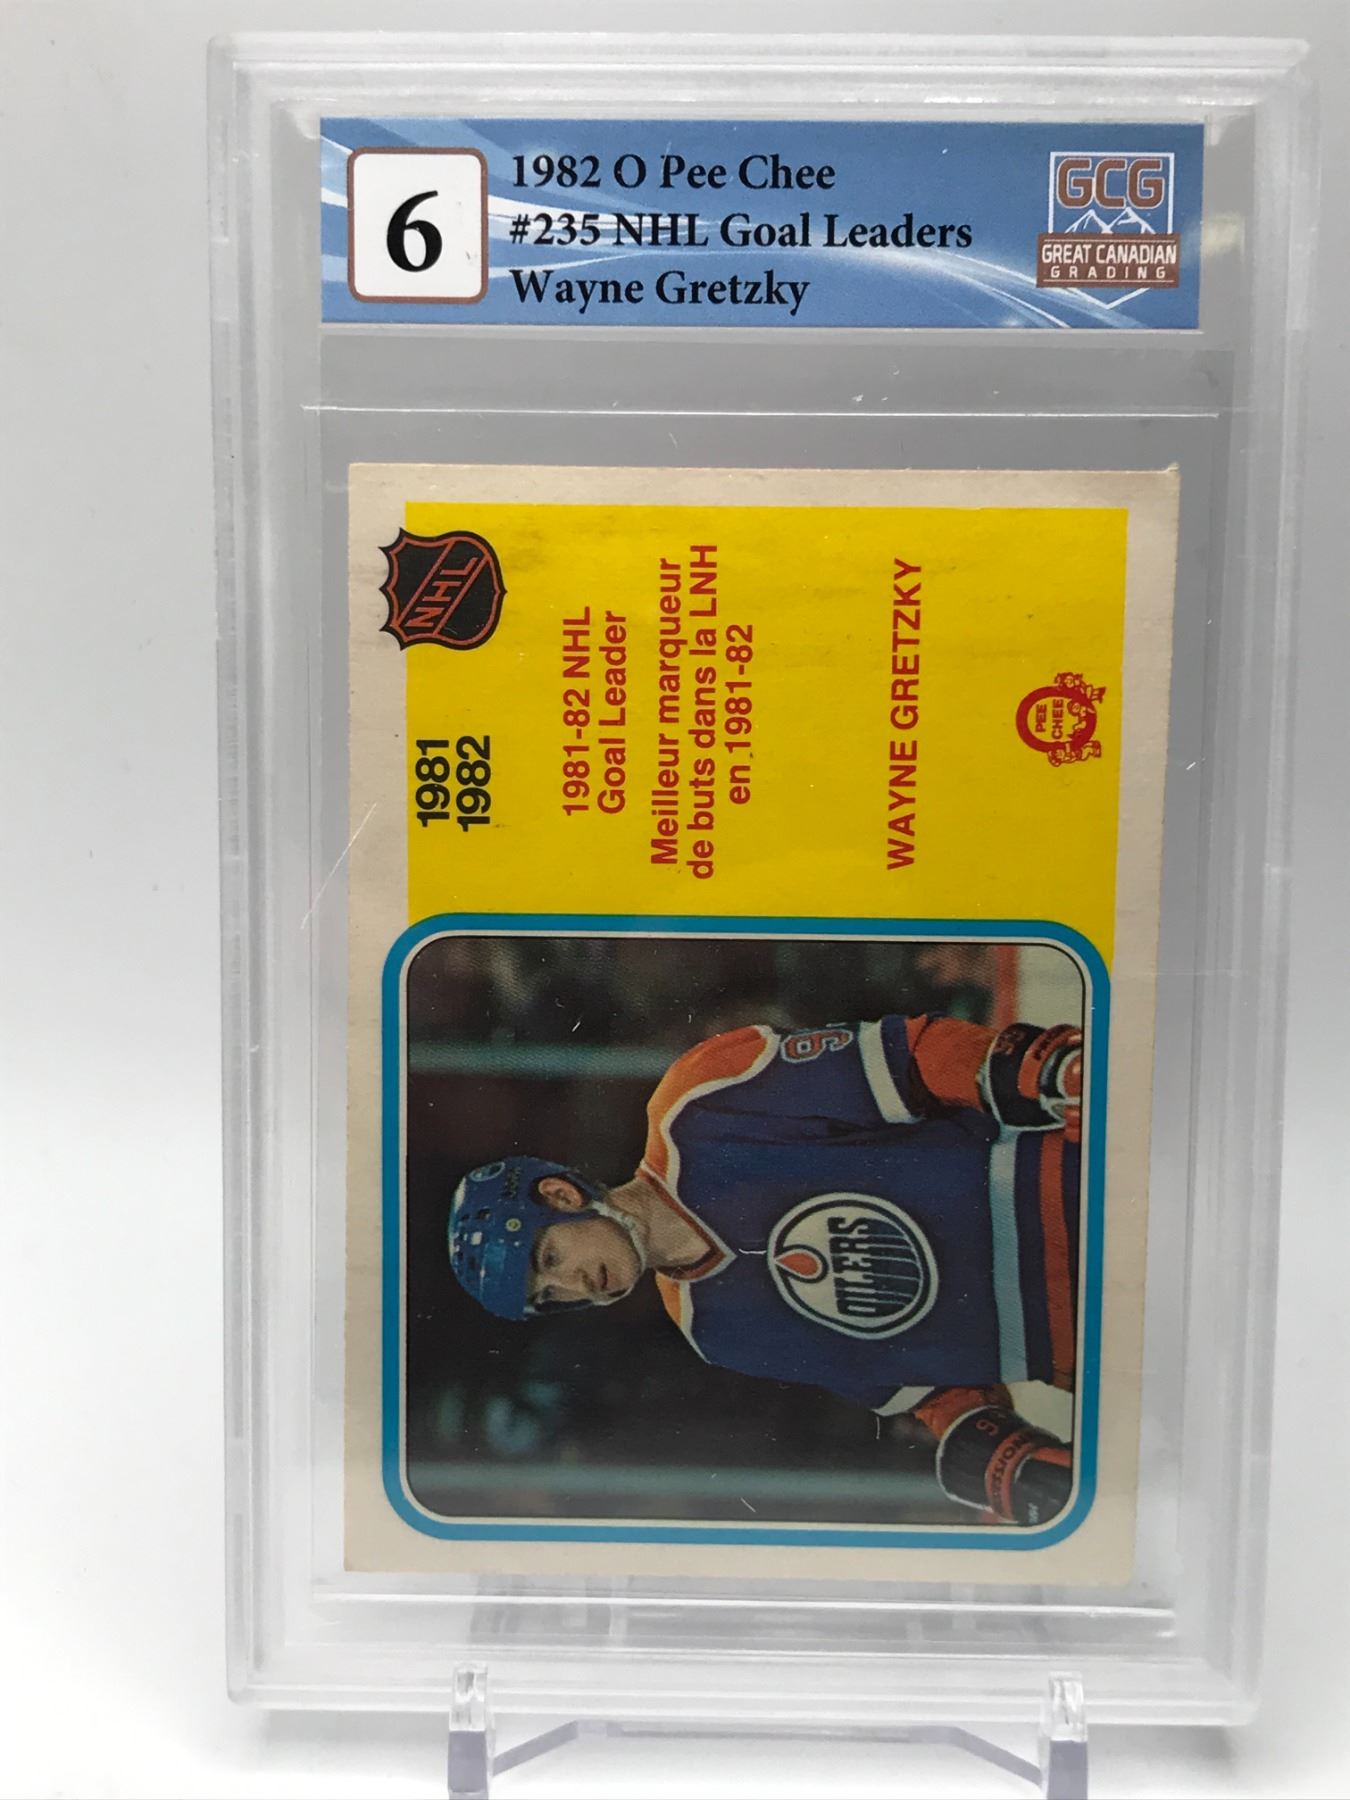 6
1982 O Pee Chee
#235 NHL Goal Leaders
Wayne Gretzky
GCG
GREAT CANADIAN
GRADING
NHL
1981
1982
1981-82 NHL
Goal Leader
Meilleur marqueur
de buts dans la LNH
en 1981-82
WAYNE GRETZKY
PEE
CHEE
OILERS
99